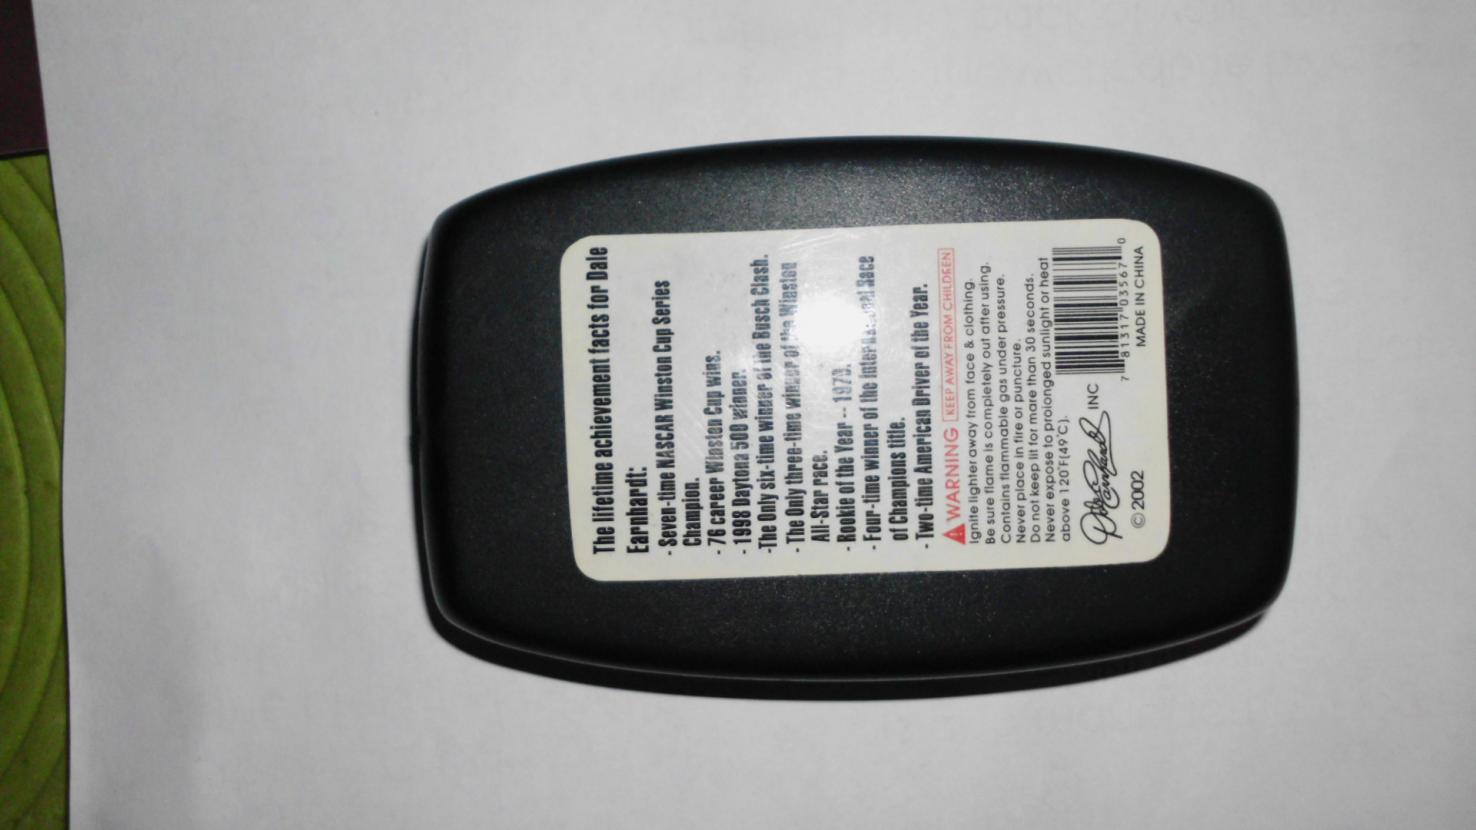 The lifetime achievement facts for Dale
Earnhardt:
- Seven-time NASCAR Winston Cup Series
Champion.
- 76 career Winston Cup wins.
- 1998 Daytona 500 winner.
-The Only six-time winner of the Busch Clash.
- The Only three-time winner of the Winston
All-Star race.
- Rookie of the Year -- 1979.
- Four-time winner of the International Race
of Champions title.
- Two-time American Driver of the Year.
WARNING KEEP AWAY FROM CHILDREN
Ignite lighter away from face & clothing.
Be sure flame is completely out after using.
Contains flammable gas under pressure.
Never place in fire or puncture.
Do not keep lit for more than 30 seconds.
Never expose to prolonged sunlight or heat
above 120°F(49°C).
Dale Earnhardt INC
© 2002
7 81317 03567 0
MADE IN CHINA